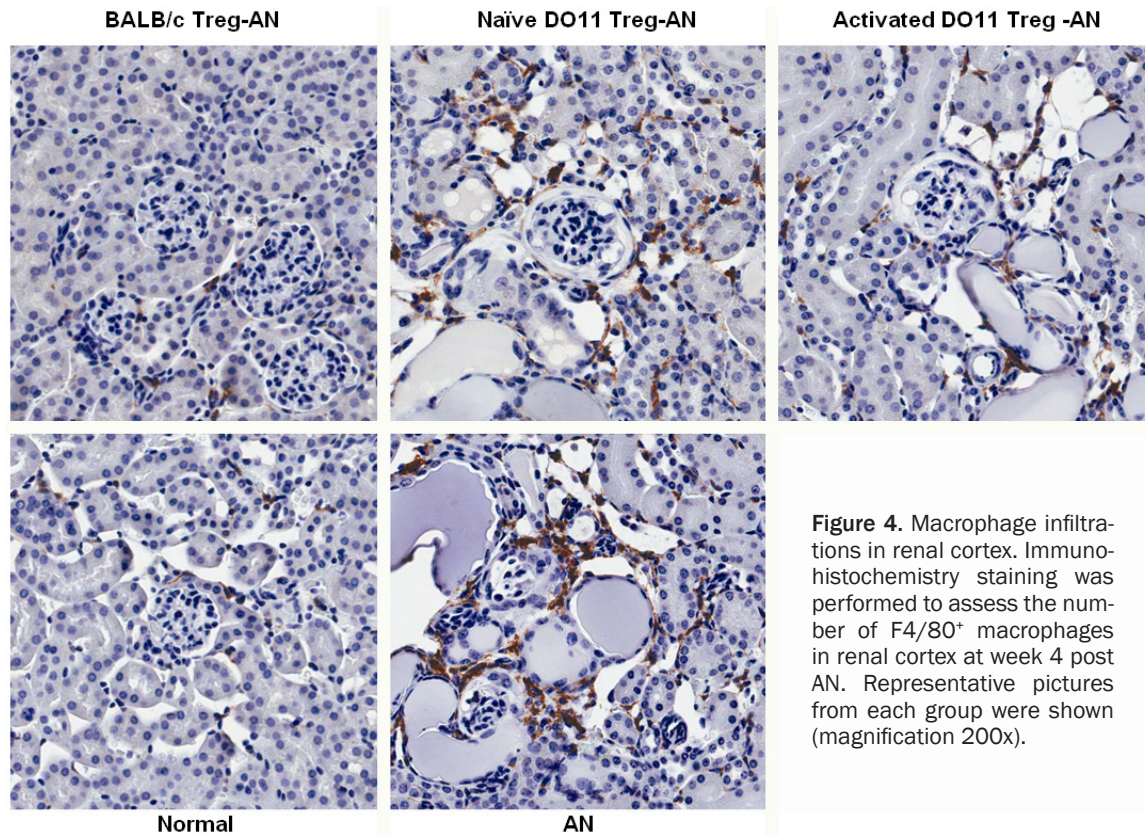 BALB/c Treg-AN
Naïve DO11 Treg-AN
Activated DO11 Treg -AN
Normal
AN
Figure 4. Macrophage infiltra-
tions in renal cortex. Immuno-
histochemistry staining was
performed to assess the num-
ber of F4/80⁺ macrophages
in renal cortex at week 4 post
AN. Representative pictures
from each group were shown
(magnification 200x).